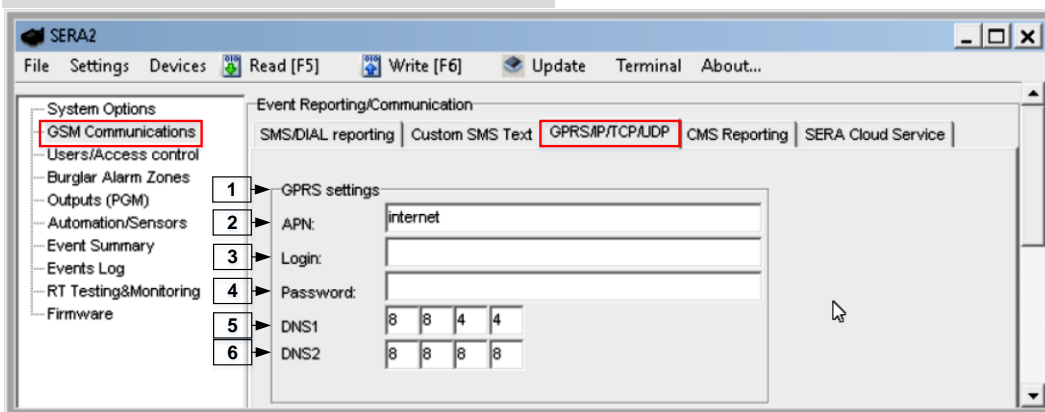 SERA2
File Settings Devices Read [F5] Write [F6] Update Terminal About...
System Options
GSM Communications
Users/Access control
Burglar Alarm Zones
Outputs (PGM)
Automation/Sensors
Event Summary
Events Log
RT Testing&Monitoring
Firmware
Event Reporting/Communication
SMS/DIAL reporting Custom SMS Text GPRS/IP/TCP/UDP CMS Reporting SERA Cloud Service
1 GPRS settings
2 APN: internet
3 Login:
4 Password:
5 DNS1 8 8 4 4
6 DNS2 8 8 8 8